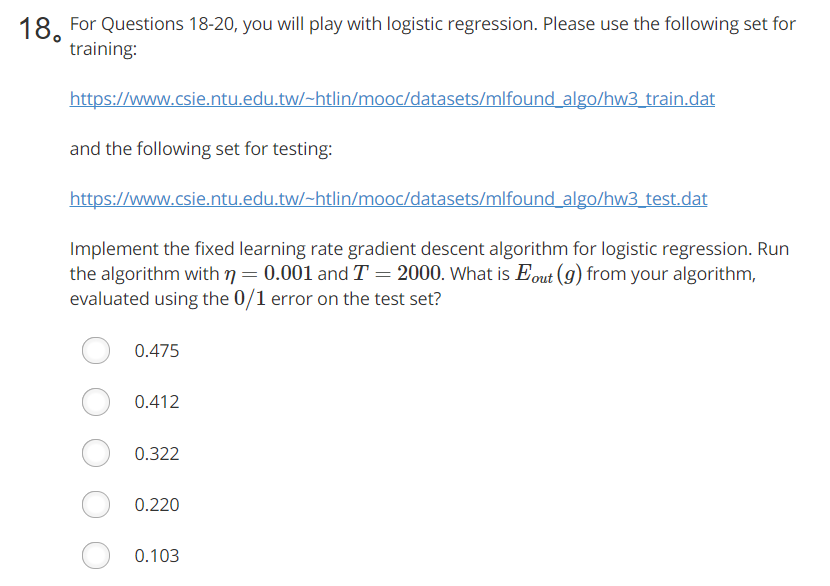 18。 For Questions 18-20, you will play with logistic regression. Please use the following set for
training:
https://www.csie.ntu.edu.tw/~htlin/mooc/datasets/mlfound_algo/hw3_train.dat
and the following set for testing:
https://www.csie.ntu.edu.tw/~htlin/mooc/datasets/mlfound_algo/hw3_test.dat
Implement the fixed learning rate gradient descent algorithm for logistic regression. Run
the algorithm with η = 0.001 and T = 2000. What is E_out(g) from your algorithm,
evaluated using the 0/1 error on the test set?
0.475
0.412
0.322
0.220
0.103